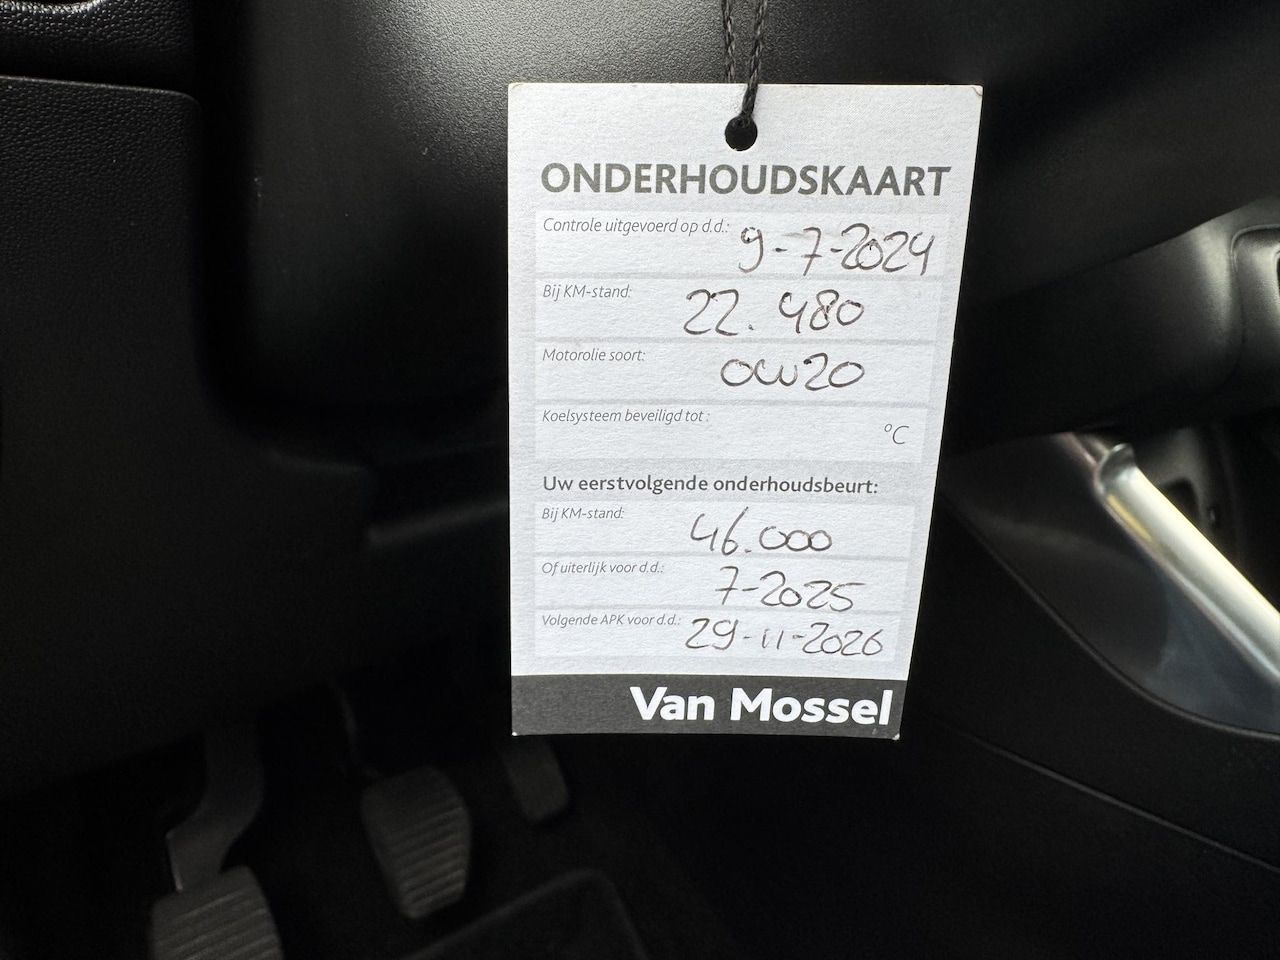 ONDERHOUDSKAART
Controle uitgevoerd op d.d.: 9-7-2024
Bij KM-stand: 22.480
Motorolie soort: 0W20
Koelsysteem beveiligd tot : °C
Uw eerstvolgende onderhoudsbeurt:
Bij KM-stand: 46.000
Of uiterlijk voor d.d.: 7-2025
Volgende APK voor d.d.: 29-11-2026
Van Mossel